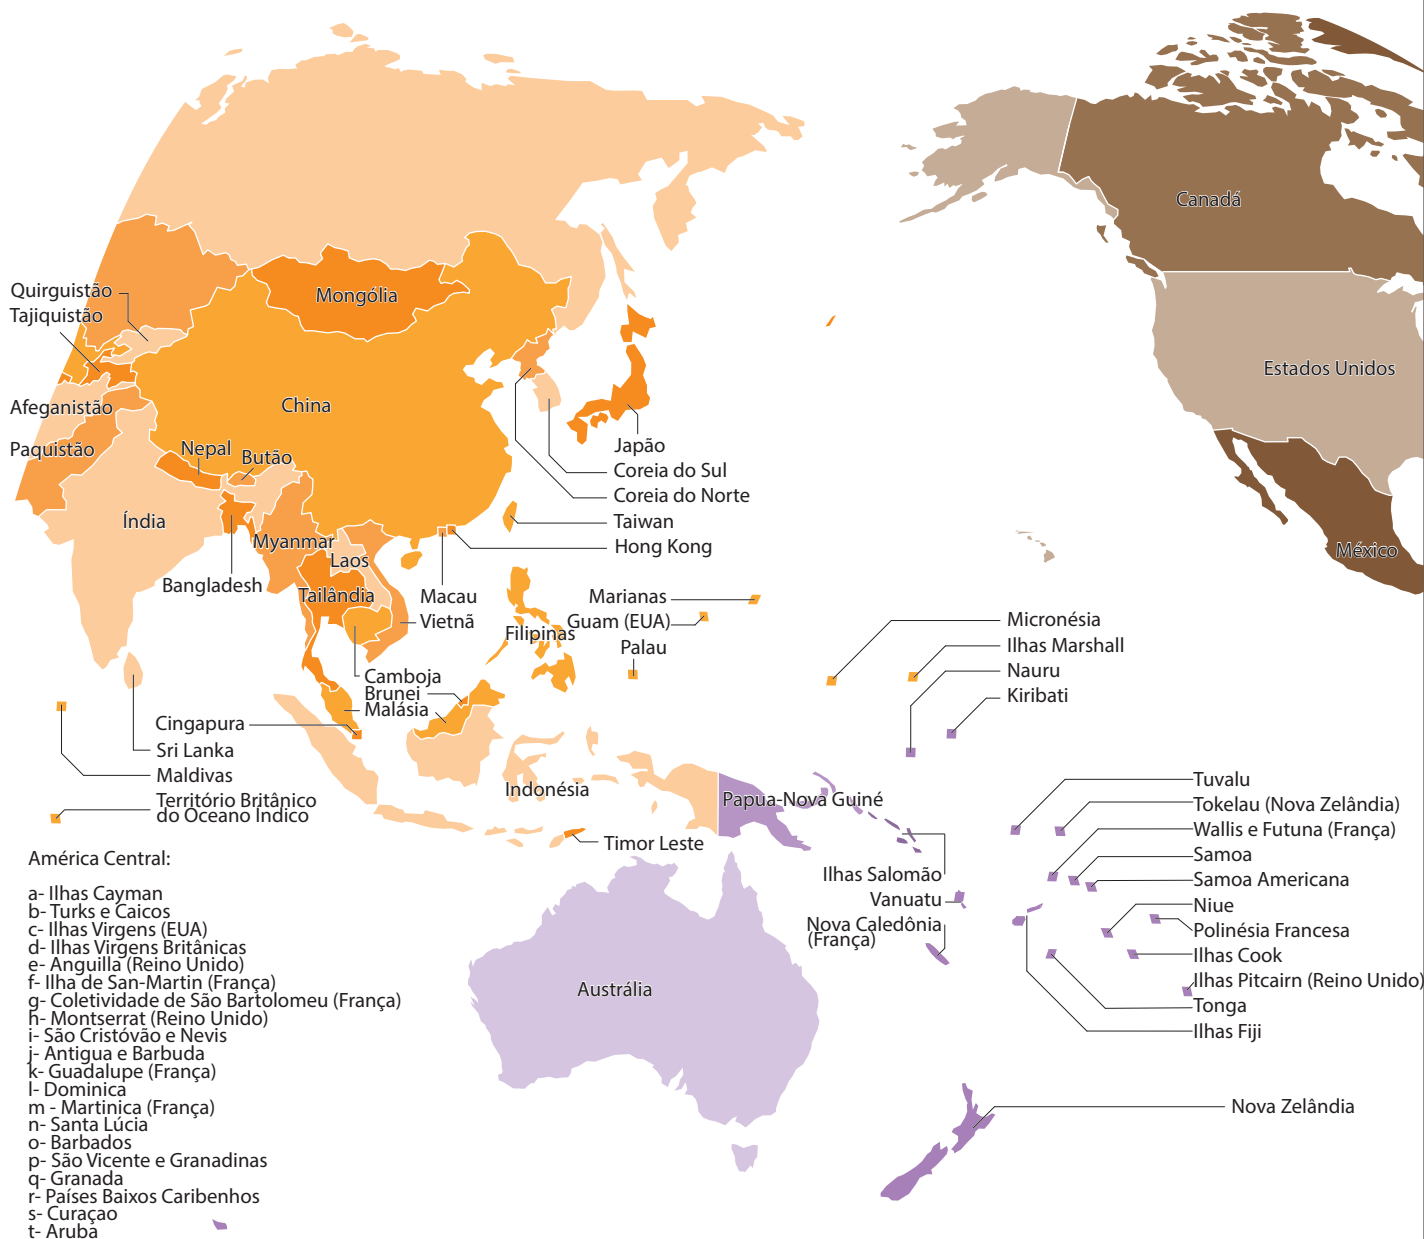 Canadá
Quirguistão
Mongólia
Tajiquistão
Estados Unidos
China
Afeganistão
Japão
Paquistão
Nepal
Butão
Coreia do Sul
Coreia do Norte
Índia
Taiwan
Myanmar
Hong Kong
México
Laos
Bangladesh
Tailândia
Macau
Marianas
Vietnã
Guam (EUA)
Micronésia
Filipinas
Palau
Ilhas Marshall
Nauru
Camboja
Brunei
Kiribati
Malásia
Cingapura
Sri Lanka
Maldivas
Indonésia
Território Britânico
do Oceano Índico
Papua-Nova Guiné
Tuvalu
Tokelau (Nova Zelândia)
Wallis e Futuna (França)
Timor Leste
Samoa
Ilhas Salomão
Samoa Americana
Vanuatu
Niue
Nova Caledônia
(França)
Polinésia Francesa
Ilhas Cook
Ilhas Pitcairn (Reino Unido)
Austrália
Tonga
Ilhas Fiji
Nova Zelândia
América Central:
a- Ilhas Cayman
b- Turks e Caicos
c- Ilhas Virgens (EUA)
d- Ilhas Virgens Britânicas
e- Anguilla (Reino Unido)
f- Ilha de San-Martin (França)
g- Coletividade de São Bartolomeu (França)
h- Montserrat (Reino Unido)
i- São Cristóvão e Nevis
j- Antigua e Barbuda
k- Guadalupe (França)
l- Dominica
m - Martinica (França)
n- Santa Lúcia
o- Barbados
p- São Vicente e Granadinas
q- Granada
r- Países Baixos Caribenhos
s- Curaçao
t- Aruba